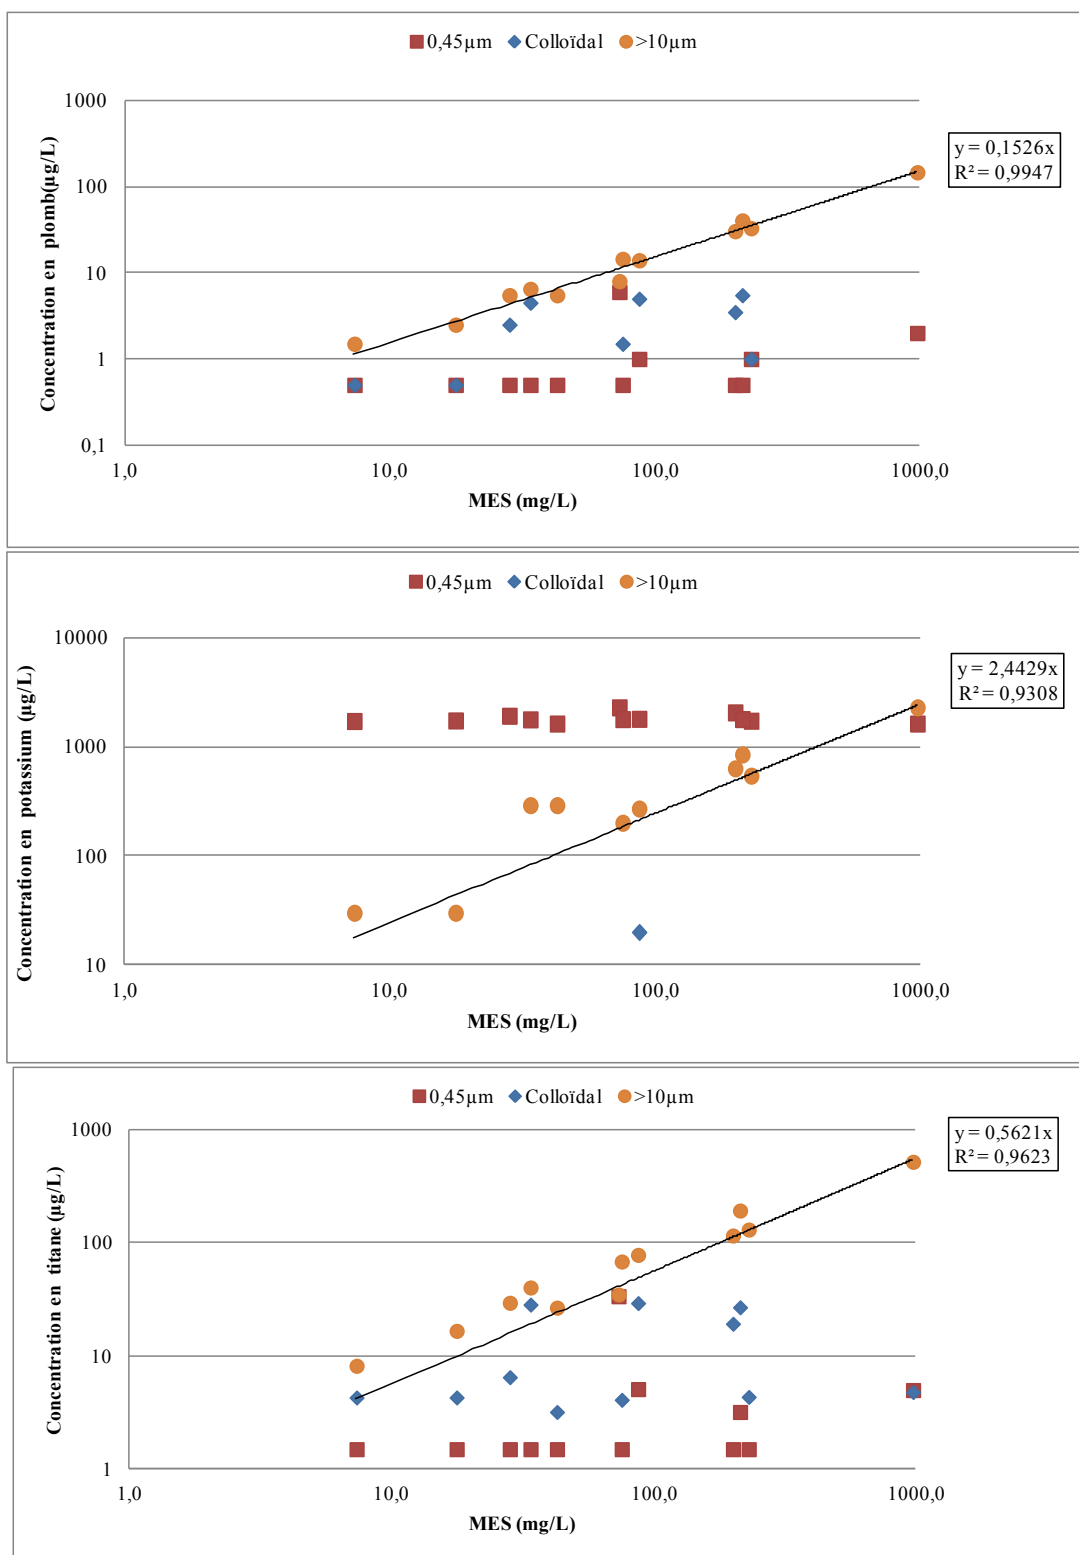 0,45µm Colloïdal >10µm
1000
100
10
1
0,1
Concentration en plomb(µg/L)
y = 0,1526x
R² = 0,9947
1,0 10,0 100,0 1000,0
MES (mg/L)
0,45µm Colloïdal >10µm
10000
1000
100
10
Concentration en potassium (µg/L)
y = 2,4429x
R² = 0,9308
1,0 10,0 100,0 1000,0
MES (mg/L)
0,45µm Colloïdal >10µm
1000
100
10
1
Concentration en titane (µg/L)
y = 0,5621x
R² = 0,9623
1,0 10,0 100,0 1000,0
MES (mg/L)